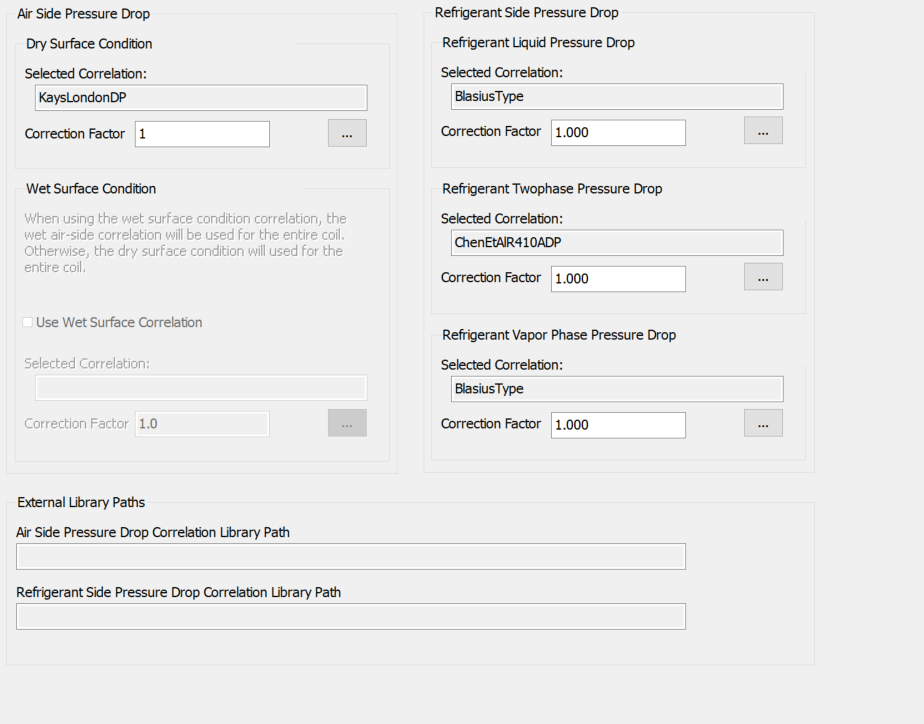 Air Side Pressure Drop
Dry Surface Condition
Selected Correlation:
KaysLondonDP
Correction Factor 1 ...
Wet Surface Condition
When using the wet surface condition correlation, the
wet air-side correlation will be used for the entire coil.
Otherwise, the dry surface condition will used for the
entire coil.
Use Wet Surface Correlation
Selected Correlation:
Correction Factor 1.0 ...
Refrigerant Side Pressure Drop
Refrigerant Liquid Pressure Drop
Selected Correlation:
BlasiusType
Correction Factor 1.000 ...
Refrigerant Twophase Pressure Drop
Selected Correlation:
ChenEtAlR410ADP
Correction Factor 1.000 ...
Refrigerant Vapor Phase Pressure Drop
Selected Correlation:
BlasiusType
Correction Factor 1.000 ...
External Library Paths
Air Side Pressure Drop Correlation Library Path
Refrigerant Side Pressure Drop Correlation Library Path